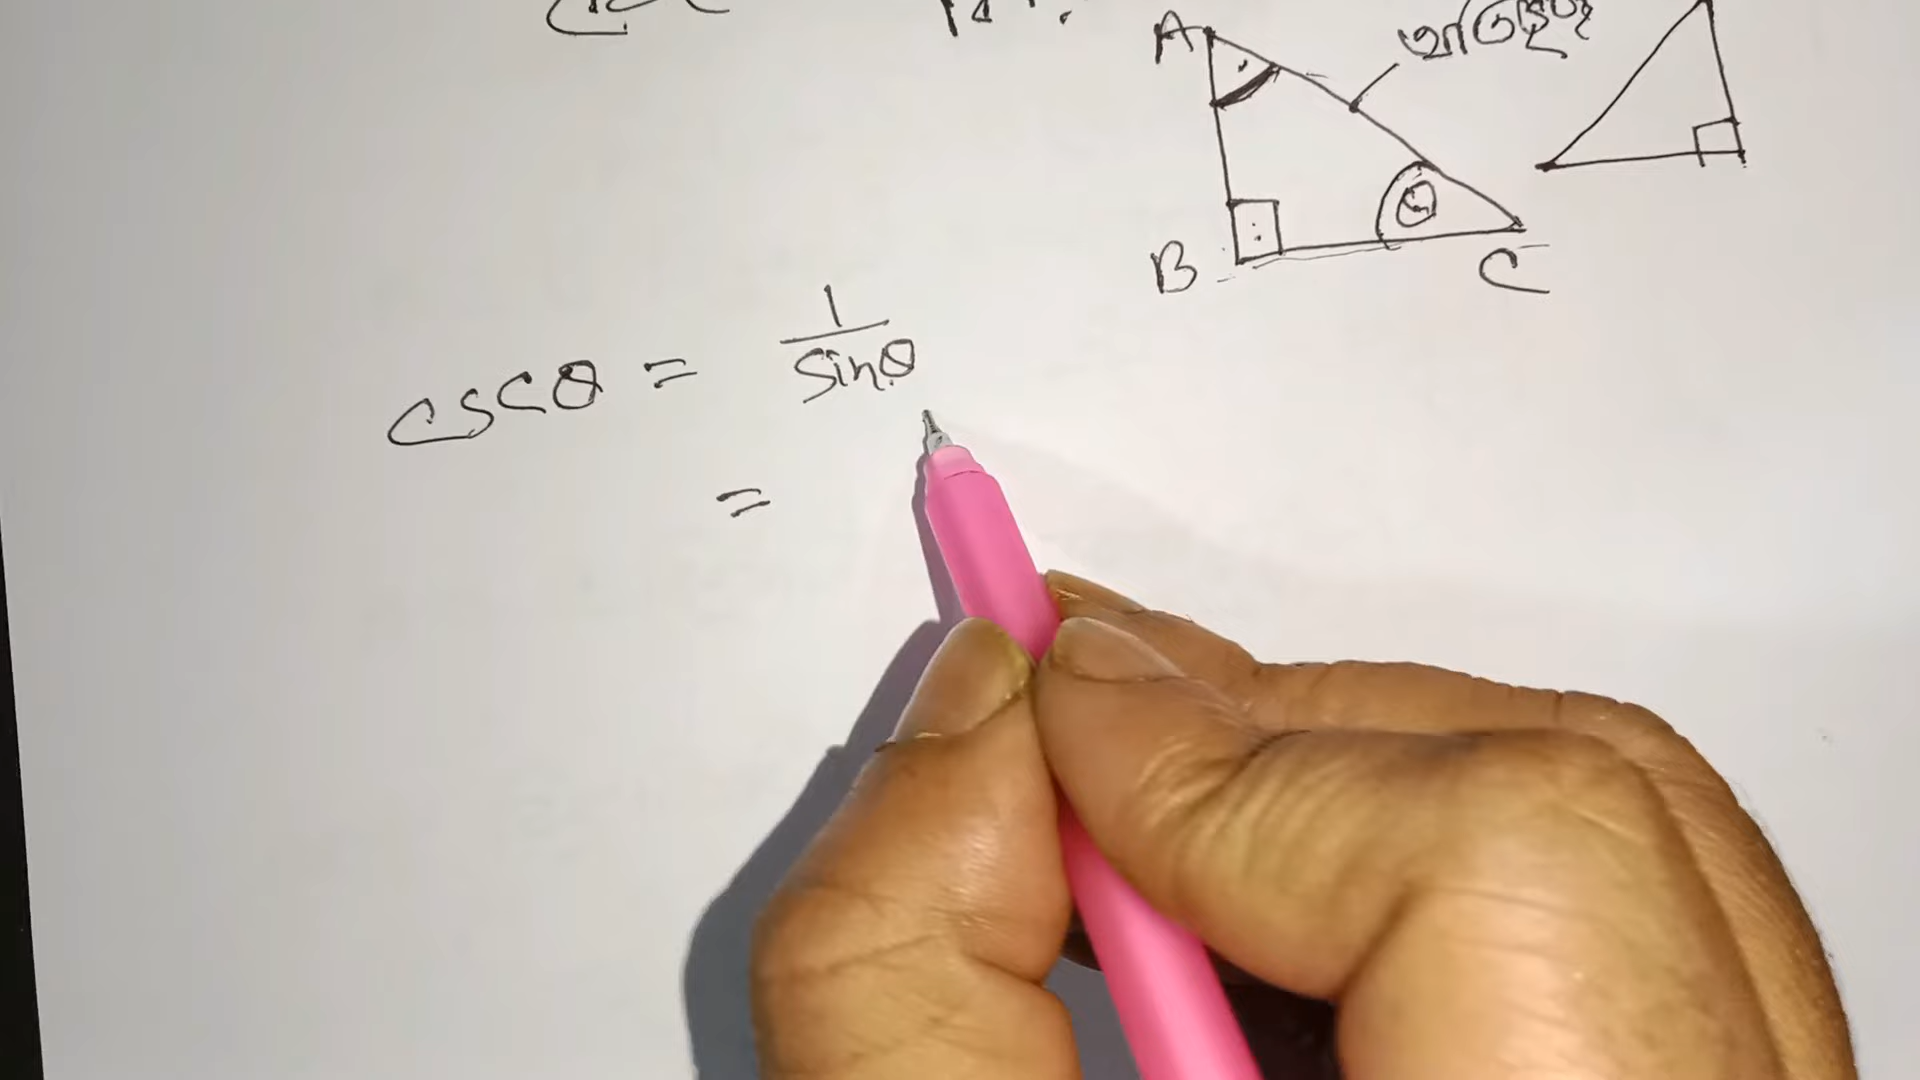 A
অতিভুজ
θ
B
C
cscθ = 1/sinθ
=